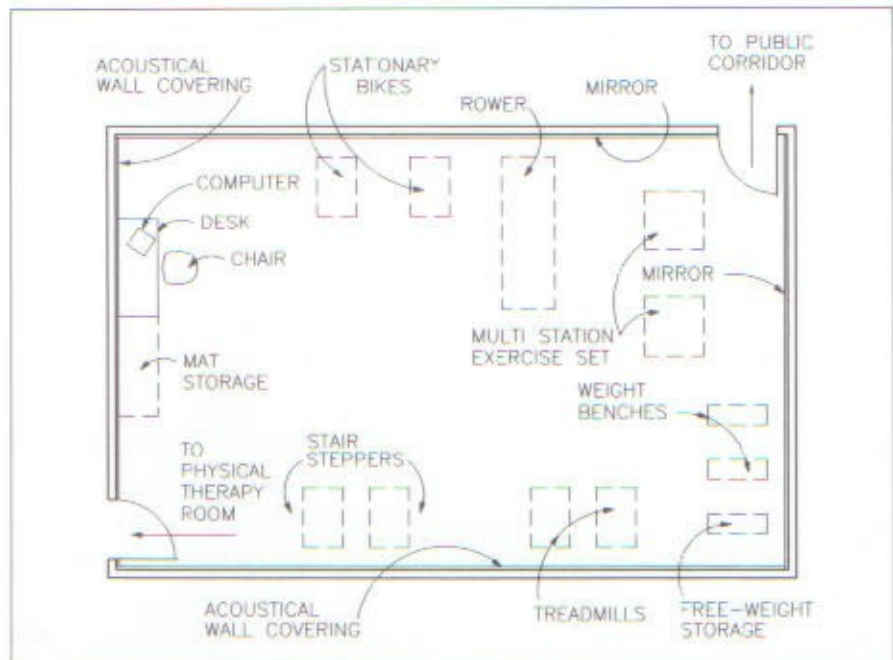 TO PUBLIC
CORRIDOR
ACOUSTICAL
WALL COVERING
STATIONARY
BIKES
ROWER
MIRROR
COMPUTER
DESK
CHAIR
MIRROR
MULTI STATION
EXERCISE SET
MAT
STORAGE
WEIGHT
BENCHES
STAIR
STEPPERS
TO
PHYSICAL
THERAPY
ROOM
ACOUSTICAL
WALL COVERING
TREADMILLS
FREE-WEIGHT
STORAGE